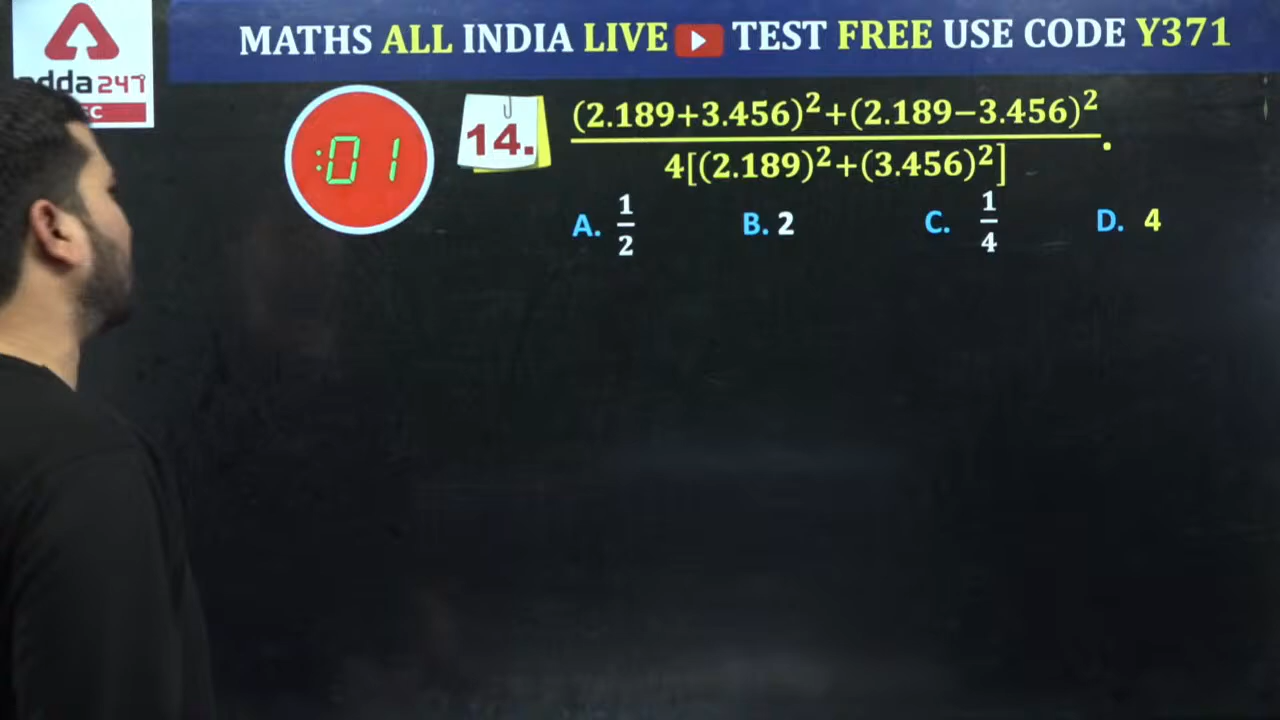 MATHS ALL INDIA LIVE TEST FREE USE CODE Y371
adda247
:01
14. (2.189+3.456)²+(2.189−3.456)²
4[(2.189)²+(3.456)²] .
A. 1/2 B. 2 C. 1/4 D. 4